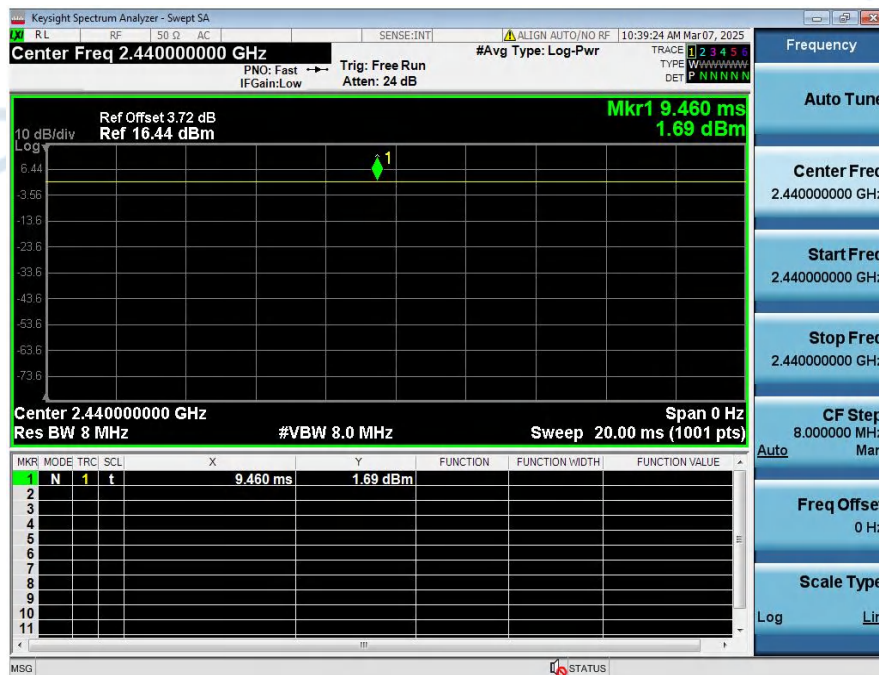 Keysight Spectrum Analyzer - Swept SA
LXI RL RF 50 Ω AC SENSE:INT ALIGN AUTO/NO RF 10:39:24 AM Mar 07, 2025
Center Freq 2.440000000 GHz
PNO: Fast
IFGain:Low
Trig: Free Run
Atten: 24 dB
#Avg Type: Log-Pwr
TRACE 1 2 3 4 5 6
TYPE WWWWWW
DET P N N N N N
Mkr1 9.460 ms
1.69 dBm
Ref Offset 3.72 dB
10 dB/div Ref 16.44 dBm
Log
1
6.44
-3.56
-13.6
-23.6
-33.6
-43.6
-53.6
-63.6
-73.6
Center 2.440000000 GHz Span 0 Hz
Res BW 8 MHz #VBW 8.0 MHz Sweep 20.00 ms (1001 pts)
MKR MODE TRC SCL X Y FUNCTION FUNCTION WIDTH FUNCTION VALUE
1 N 1 t 9.460 ms 1.69 dBm
2
3
4
5
6
7
8
9
10
11
MSG STATUS
Frequency
Auto Tune
Center Freq
2.440000000 GHz
Start Freq
2.440000000 GHz
Stop Freq
2.440000000 GHz
CF Step
8.000000 MHz
Auto Man
Freq Offset
0 Hz
Scale Type
Log Lin